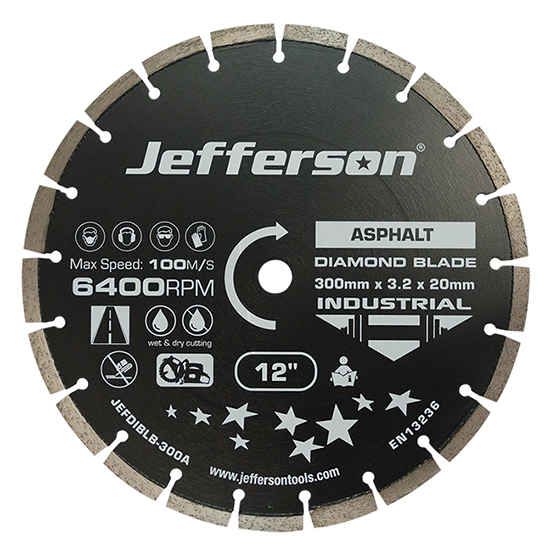 Jefferson®
ASPHALT
DIAMOND BLADE
300mm x 3.2 x 20mm
INDUSTRIAL
MAX SPEED: 100M/S
6400RPM
wet & dry cutting
12"
i
JEFDIBLB-300A
www.jeffersontools.com
EN13236